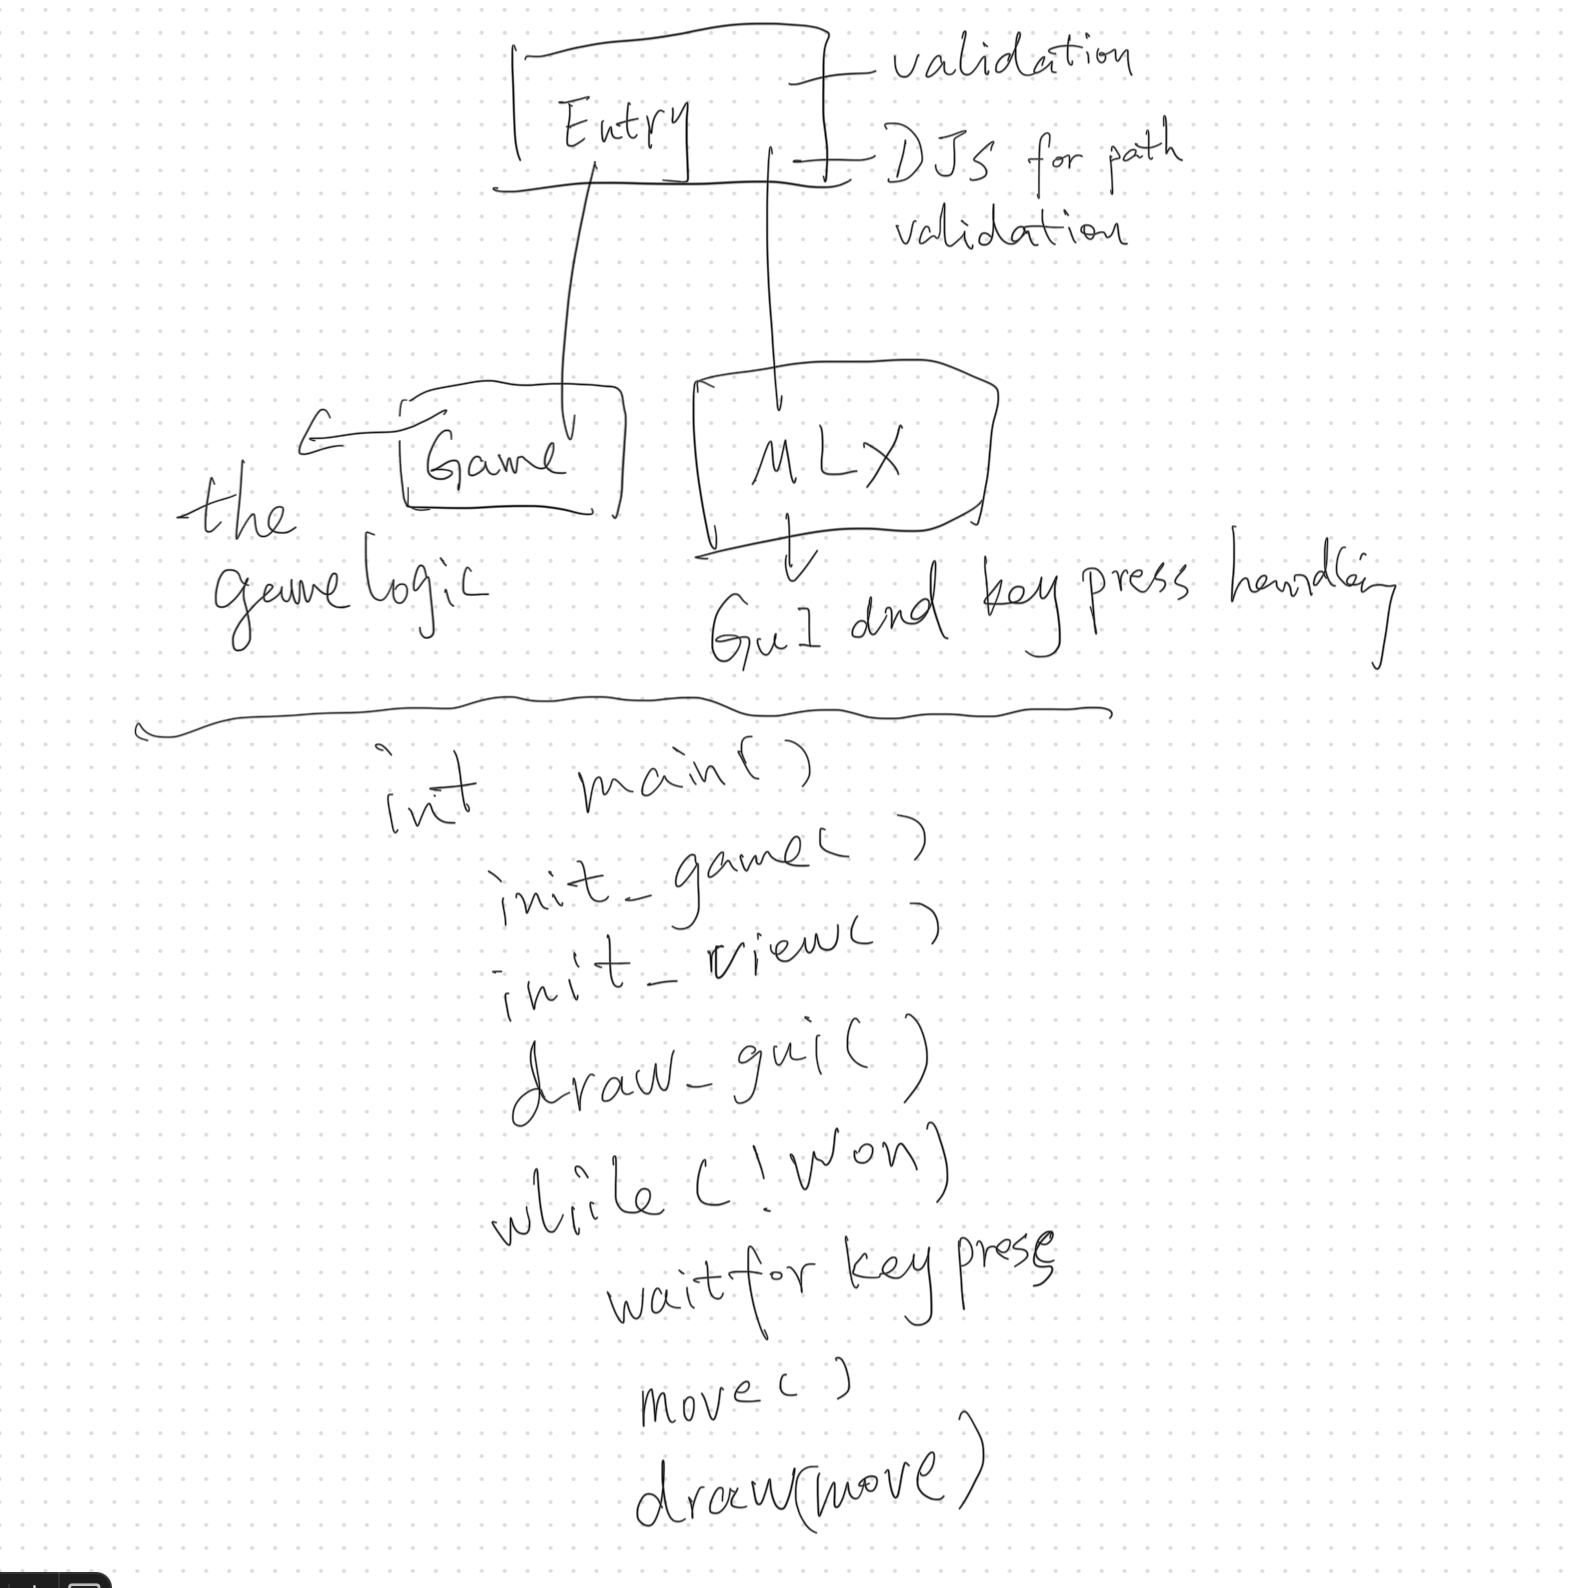 Entry
validation
DJS for path
validation
Game
MLX
the
game logic
GuI and key press handling
int main()
init_game( )
init_view( )
draw_gui( )
while (!Won)
wait for key press
move( )
draw(move)